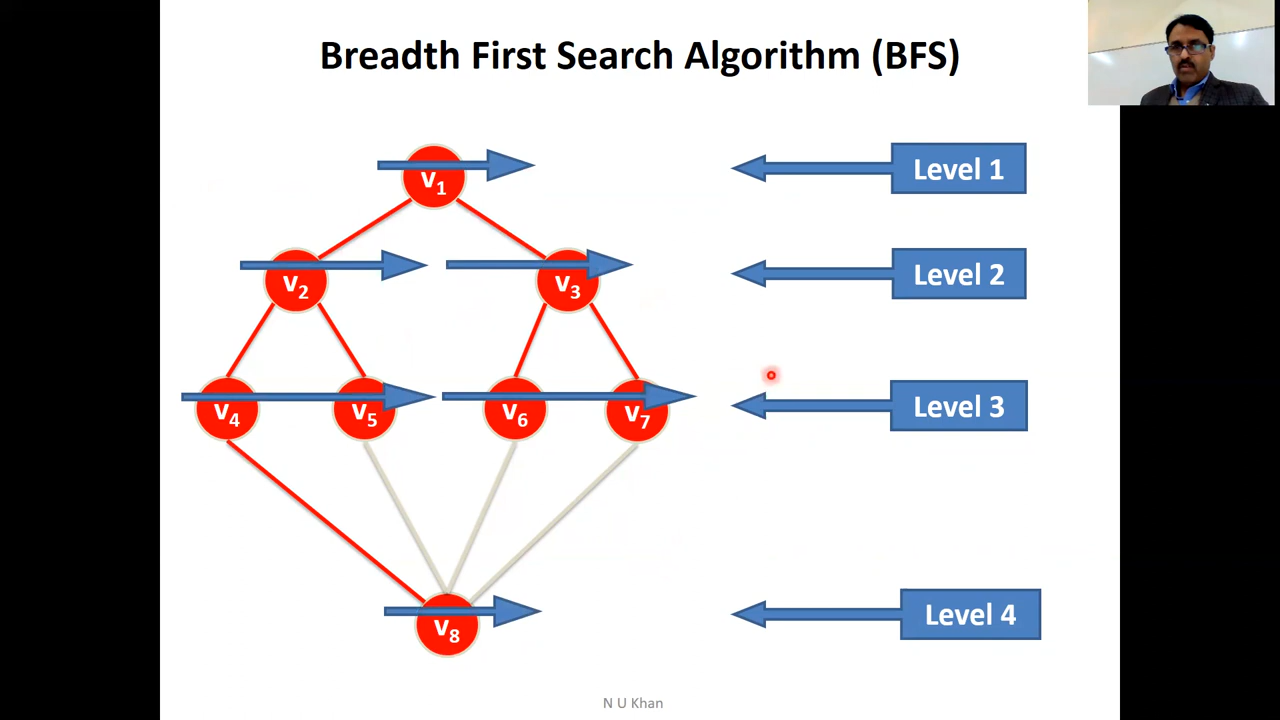 Breadth First Search Algorithm (BFS)
v1
Level 1
v2
v3
Level 2
v4
v5
v6
v7
Level 3
v8
Level 4
N U Khan